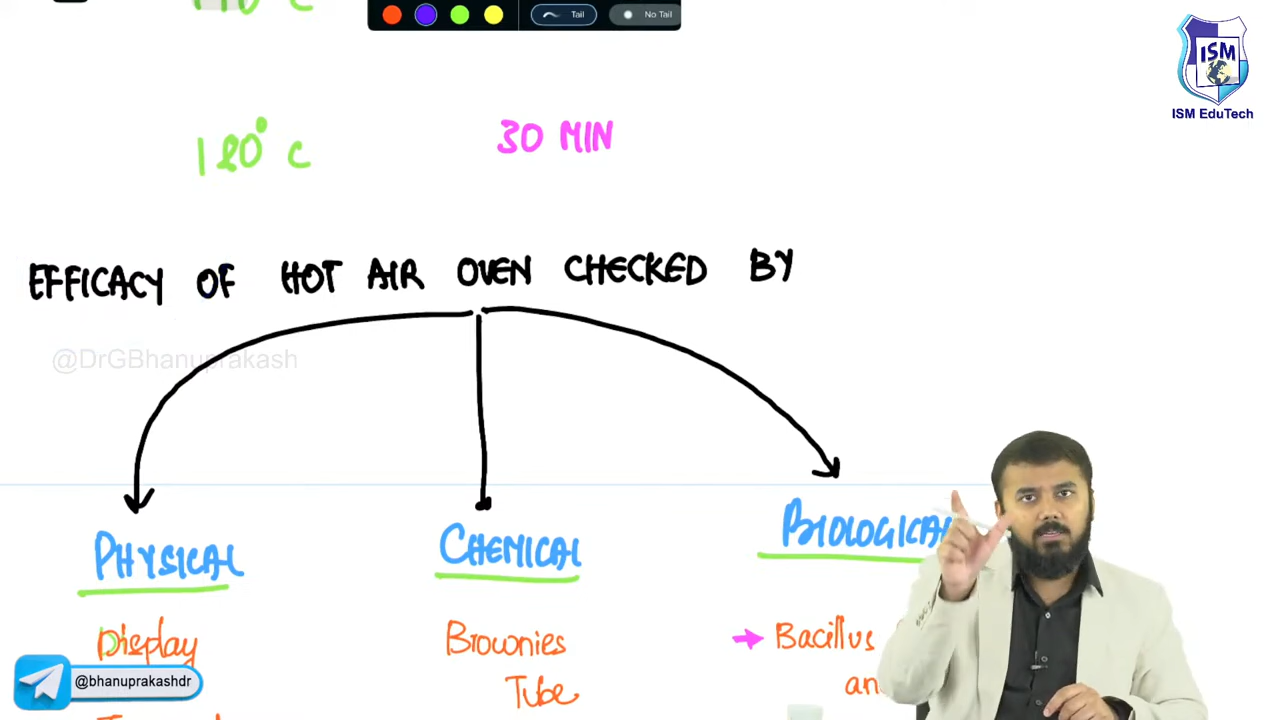 Tail
No Tail
ISM
ISM EduTech
180° C
30 MIN
EFFICACY OF HOT AIR OVEN CHECKED BY
@DrGBhanuprakash
PHYSICAL
CHEMICAL
BIOLOGICAL
Display
Brownies
Tube
→ Bacillus
@bhanuprakashdr